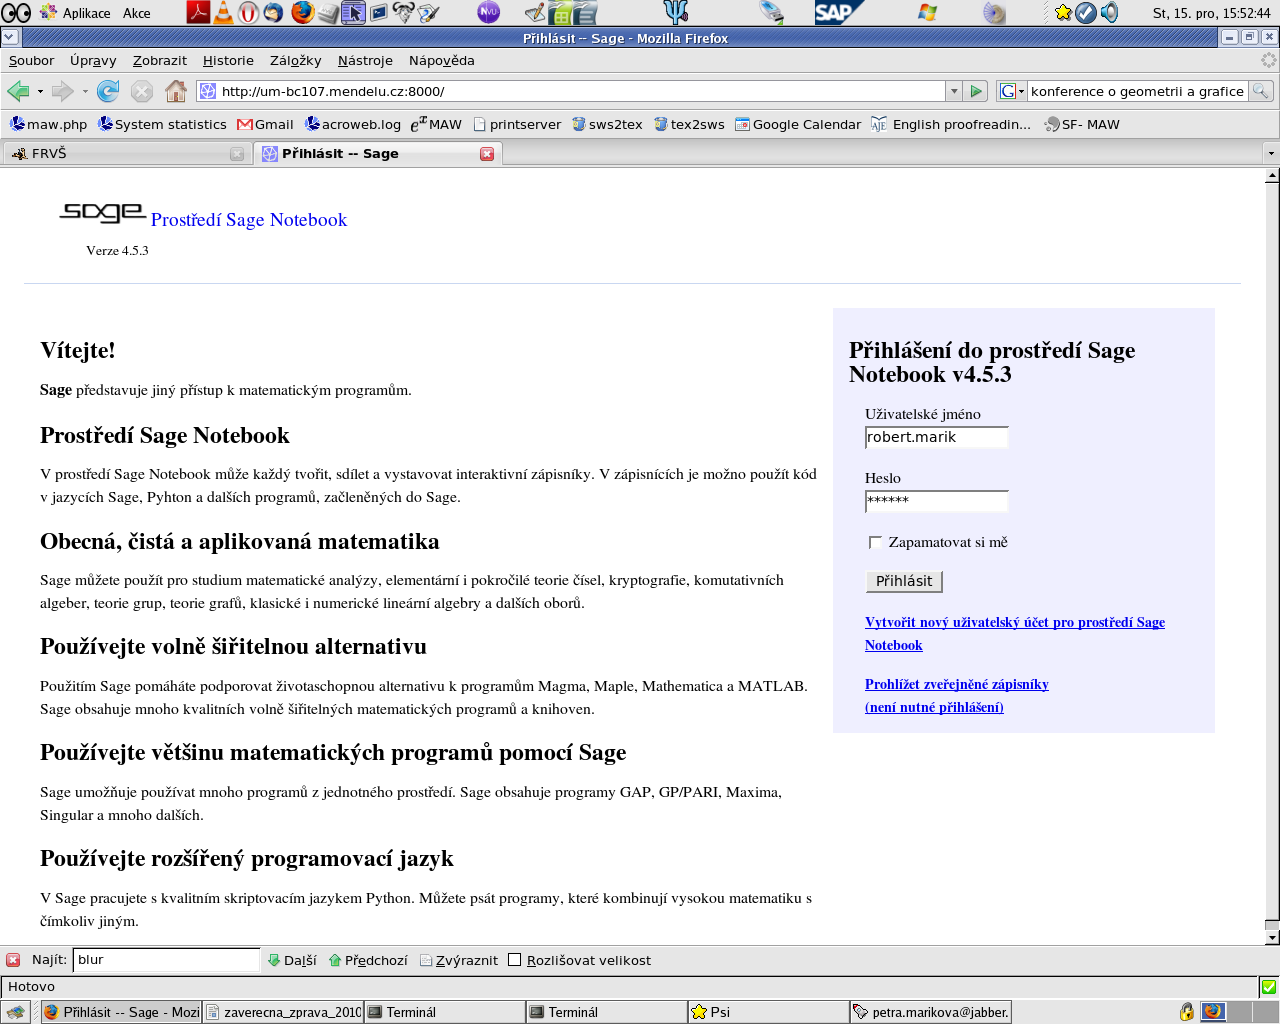 Aplikace Akce St, 15. pro, 15:52:44
Přihlásit -- Sage - Mozilla Firefox
Soubor Úpravy Zobrazit Historie Záložky Nástroje Nápověda
http://um-bc107.mendelu.cz:8000/ konference o geometrii a grafice
maw.php System statistics Gmail acroweb.log MAW printserver sws2tex tex2sws Google Calendar English proofreadin... SF- MAW
FRVŠ Přihlásit -- Sage
sage Prostředí Sage Notebook
Verze 4.5.3
Vítejte!
Sage představuje jiný přístup k matematickým programům.
Prostředí Sage Notebook
V prostředí Sage Notebook může každý tvořit, sdílet a vystavovat interaktivní zápisníky. V zápisnících je možno použít kód
v jazycích Sage, Pyhton a dalších programů, začleněných do Sage.
Obecná, čistá a aplikovaná matematika
Sage můžete použít pro studium matematické analýzy, elementární i pokročilé teorie čísel, kryptografie, komutativních
algeber, teorie grup, teorie grafů, klasické i numerické lineární algebry a dalších oborů.
Používejte volně šiřitelnou alternativu
Použitím Sage pomáháte podporovat životaschopnou alternativu k programům Magma, Maple, Mathematica a MATLAB.
Sage obsahuje mnoho kvalitních volně šiřitelných matematických programů a knihoven.
Používejte většinu matematických programů pomocí Sage
Sage umožňuje používat mnoho programů z jednotného prostředí. Sage obsahuje programy GAP, GP/PARI, Maxima,
Singular a mnoho dalších.
Používejte rozšířený programovací jazyk
V Sage pracujete s kvalitním skriptovacím jazykem Python. Můžete psát programy, které kombinují vysokou matematiku s
čímkoliv jiným.
Přihlášení do prostředí Sage
Notebook v4.5.3
Uživatelské jméno
robert.marik
Heslo
******
Zapamatovat si mě
Přihlásit
Vytvořit nový uživatelský účet pro prostředí Sage
Notebook
Prohlížet zveřejněné zápisníky
(není nutné přihlášení)
Najít: blur Další Předchozí Zvýraznit Rozlišovat velikost
Hotovo
Přihlásit -- Sage - Mozi zaverecna_zprava_2010 Terminál Terminál Psi petra.marikova@jabber.